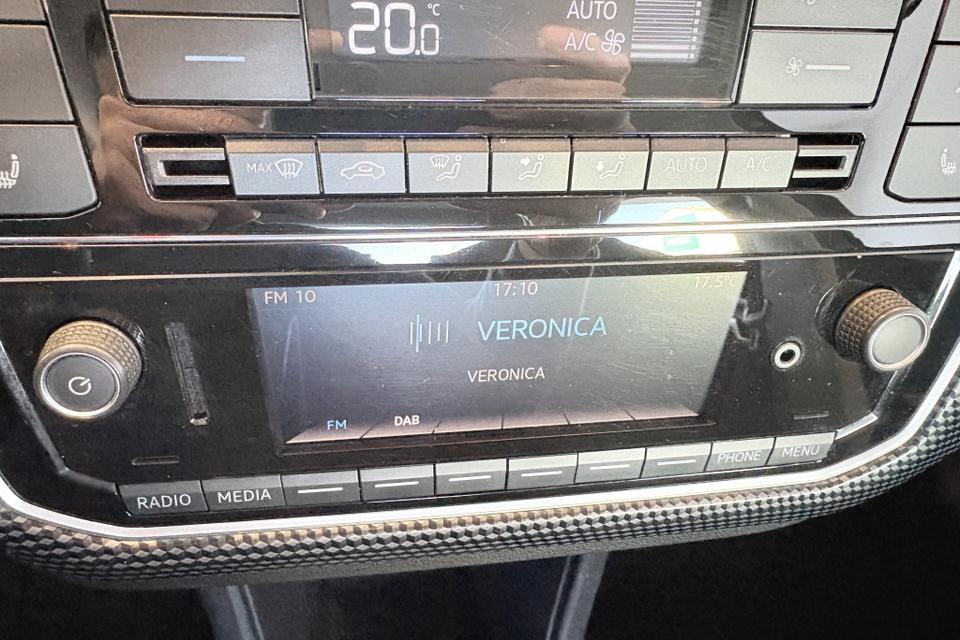 20.0 °C
AUTO
A/C
MAX
AUTO
A/C
FM 10
17:10
17.5°C
VERONICA
VERONICA
FM
DAB
RADIO
MEDIA
PHONE
MENU